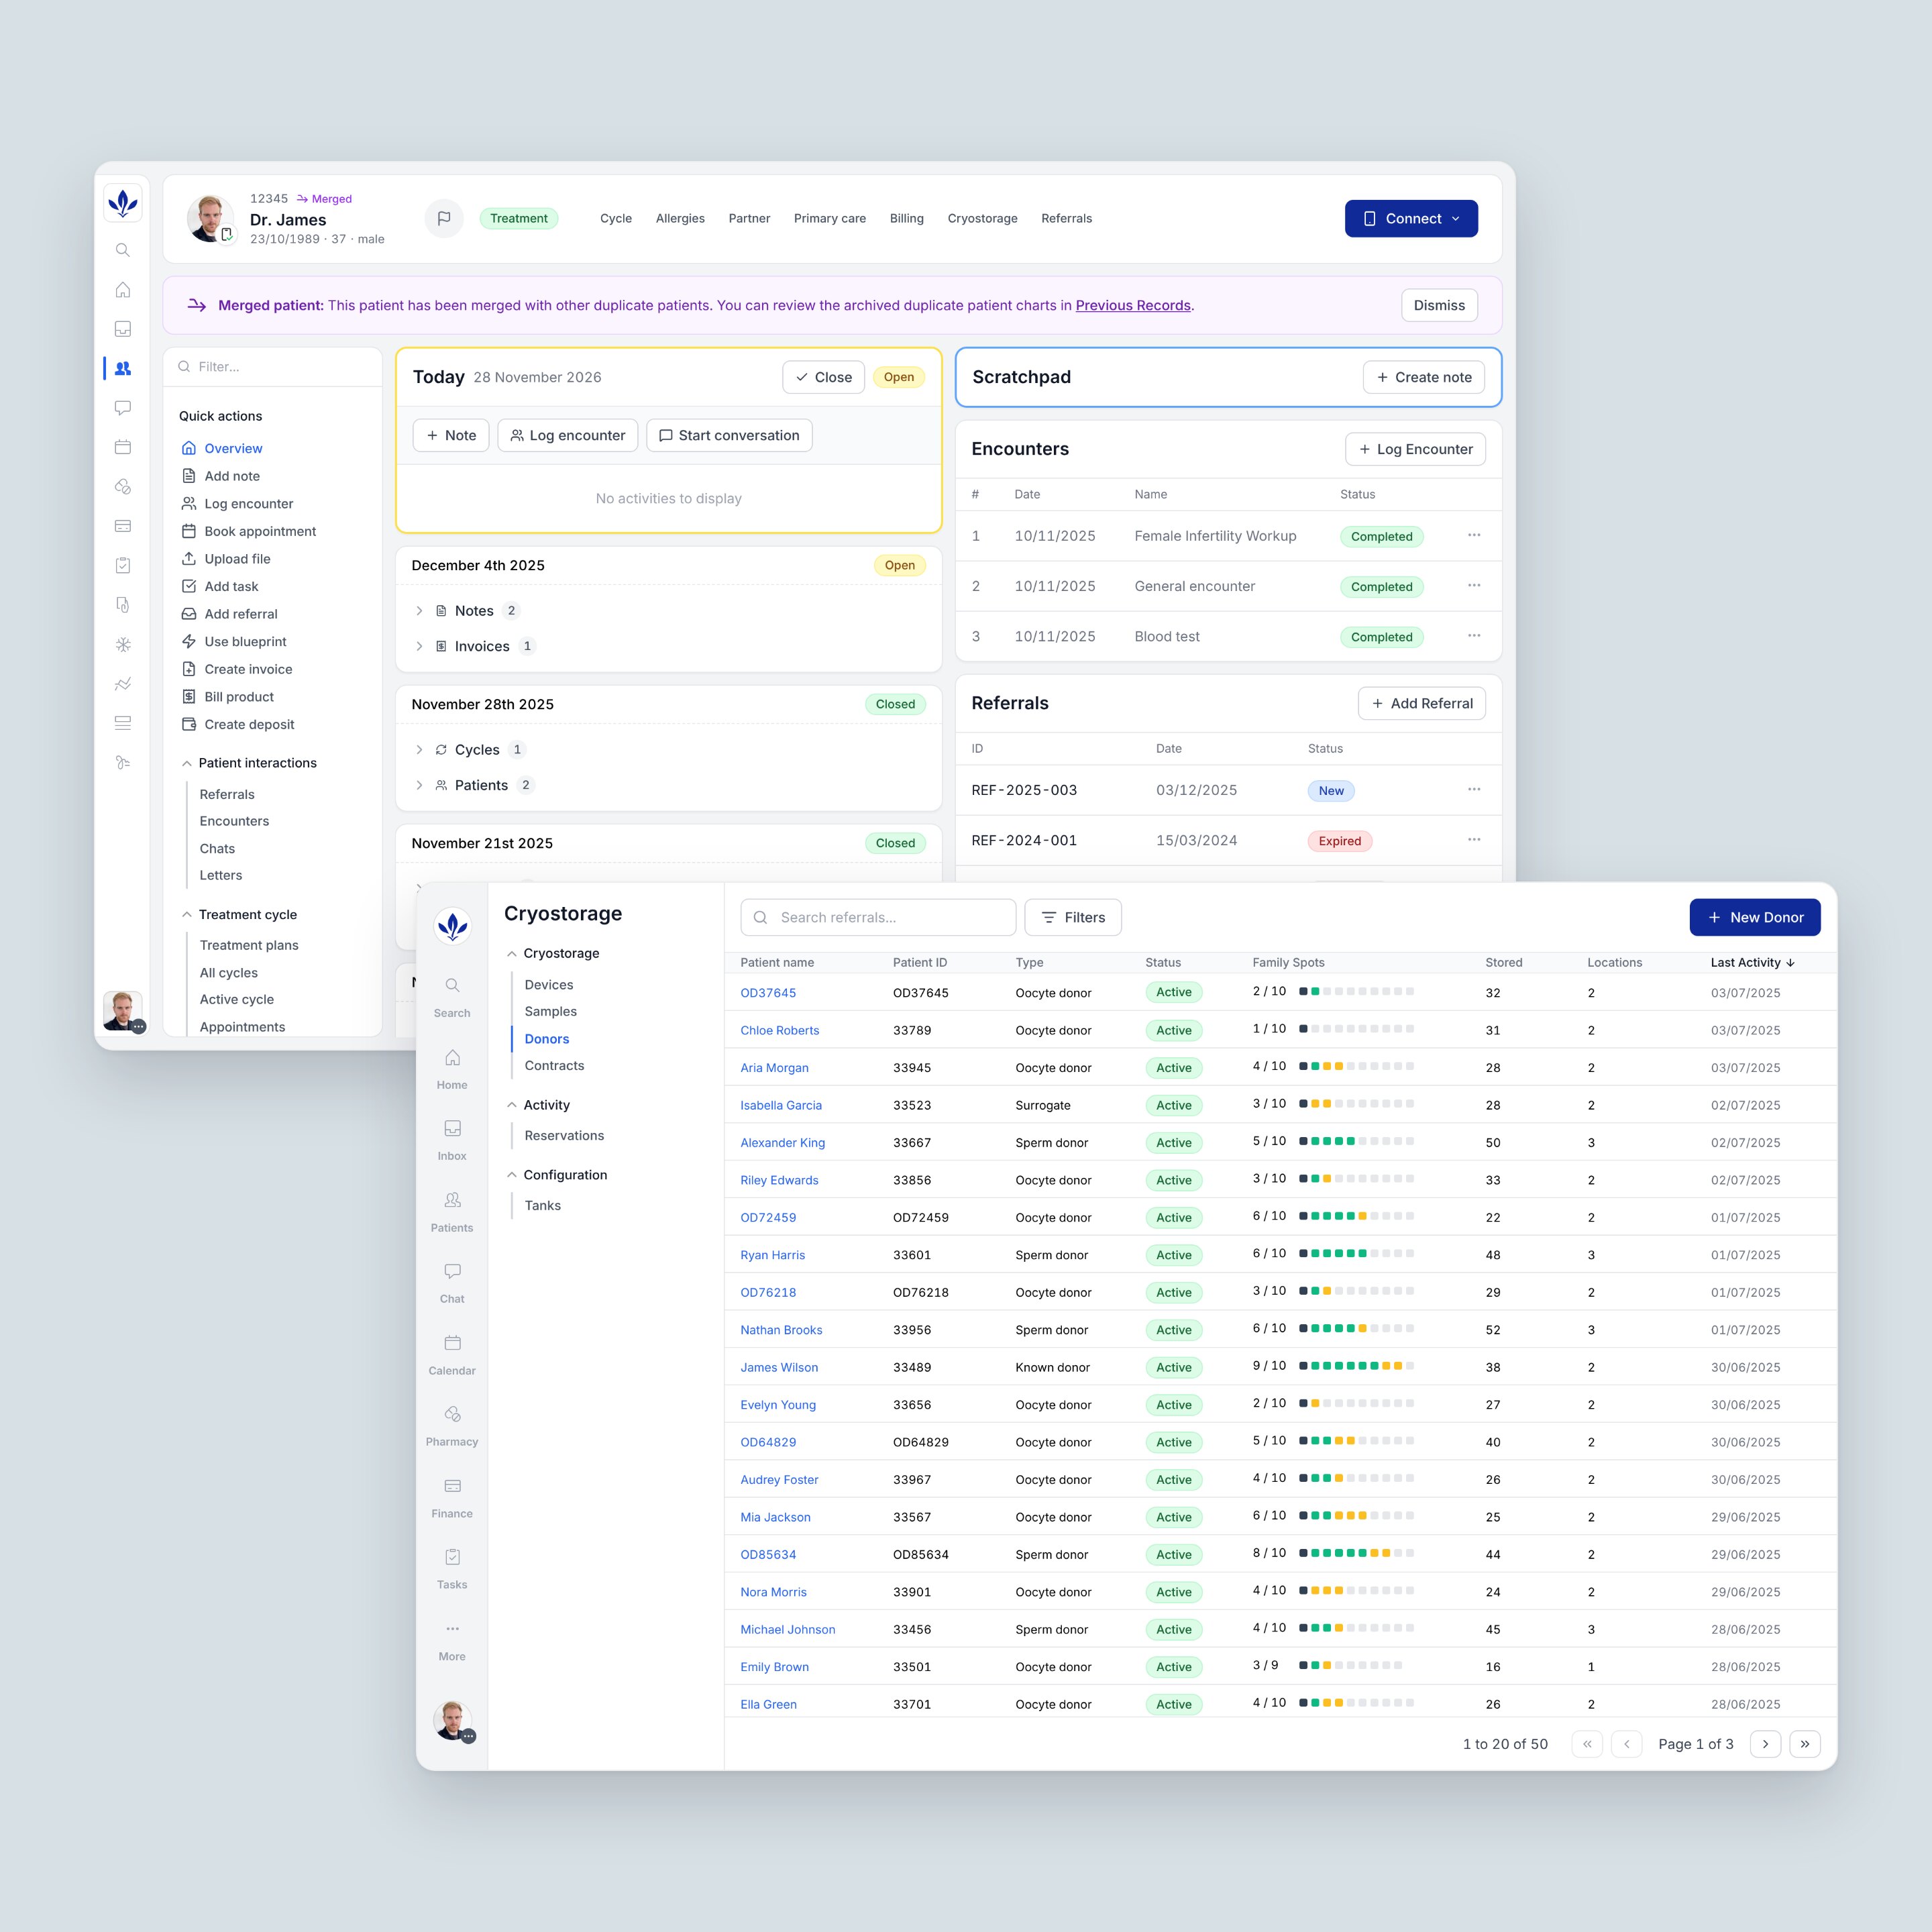 12345 Merged
Dr. James
23/10/1989 · 37 · male
Treatment
Cycle Allergies Partner Primary care Billing Cryostorage Referrals
Connect
Merged patient: This patient has been merged with other duplicate patients. You can review the archived duplicate patient charts in Previous Records.
Dismiss
Filter...
Quick actions
Overview
Add note
Log encounter
Book appointment
Upload file
Add task
Add referral
Use blueprint
Create invoice
Bill product
Create deposit
Patient interactions
Referrals
Encounters
Chats
Letters
Treatment cycle
Treatment plans
All cycles
Active cycle
Appointments
Today 28 November 2026
Close
Open
Note
Log encounter
Start conversation
No activities to display
December 4th 2025 Open
Notes 2
Invoices 1
November 28th 2025 Closed
Cycles 1
Patients 2
November 21st 2025 Closed
Scratchpad
+ Create note
Encounters
+ Log Encounter
# Date Name Status
1 10/11/2025 Female Infertility Workup Completed
2 10/11/2025 General encounter Completed
3 10/11/2025 Blood test Completed
Referrals
+ Add Referral
ID Date Status
REF-2025-003 03/12/2025 New
REF-2024-001 15/03/2024 Expired
Search
Home
Inbox
Patients
Chat
Calendar
Pharmacy
Finance
Tasks
More
Cryostorage
Cryostorage
Devices
Samples
Donors
Contracts
Activity
Reservations
Configuration
Tanks
Search referrals...
Filters
+ New Donor
Patient name Patient ID Type Status Family Spots Stored Locations Last Activity ↓
OD37645 OD37645 Oocyte donor Active 2 / 10 32 2 03/07/2025
Chloe Roberts 33789 Oocyte donor Active 1 / 10 31 2 03/07/2025
Aria Morgan 33945 Oocyte donor Active 4 / 10 28 2 03/07/2025
Isabella Garcia 33523 Surrogate Active 3 / 10 28 2 02/07/2025
Alexander King 33667 Sperm donor Active 5 / 10 50 3 02/07/2025
Riley Edwards 33856 Oocyte donor Active 3 / 10 33 2 02/07/2025
OD72459 OD72459 Oocyte donor Active 6 / 10 22 2 01/07/2025
Ryan Harris 33601 Sperm donor Active 6 / 10 48 3 01/07/2025
OD76218 OD76218 Oocyte donor Active 3 / 10 29 2 01/07/2025
Nathan Brooks 33956 Sperm donor Active 6 / 10 52 3 01/07/2025
James Wilson 33489 Known donor Active 9 / 10 38 2 30/06/2025
Evelyn Young 33656 Oocyte donor Active 2 / 10 27 2 30/06/2025
OD64829 OD64829 Oocyte donor Active 5 / 10 40 2 30/06/2025
Audrey Foster 33967 Oocyte donor Active 4 / 10 26 2 30/06/2025
Mia Jackson 33567 Oocyte donor Active 6 / 10 25 2 29/06/2025
OD85634 OD85634 Sperm donor Active 8 / 10 44 2 29/06/2025
Nora Morris 33901 Oocyte donor Active 4 / 10 24 2 29/06/2025
Michael Johnson 33456 Sperm donor Active 4 / 10 45 3 28/06/2025
Emily Brown 33501 Oocyte donor Active 3 / 9 16 1 28/06/2025
Ella Green 33701 Oocyte donor Active 4 / 10 26 2 28/06/2025
1 to 20 of 50 Page 1 of 3